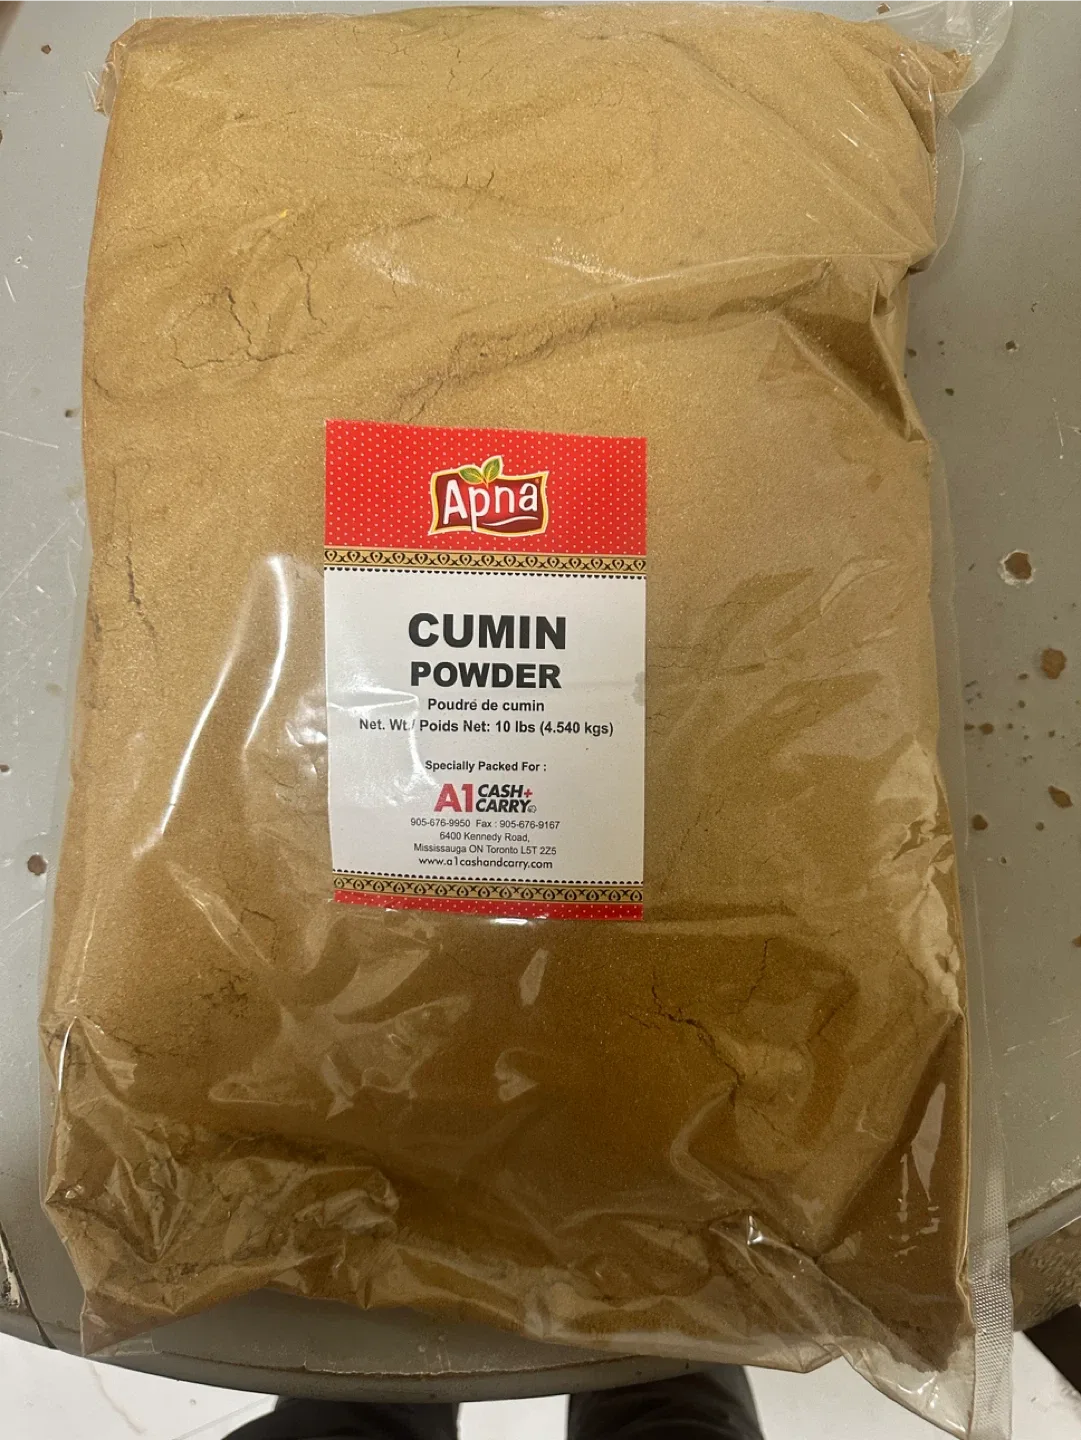 Apna
CUMIN
POWDER
Poudre de cumin
Net. Wt./ Poids Net: 10 lbs (4.540 kgs)
Specially Packed For :
A1 CASH+
CARRY
905-676-9950 Fax : 905-676-9167
6400 Kennedy Road,
Mississauga ON Toronto L5T 2Z5
www.a1cashandcarry.com